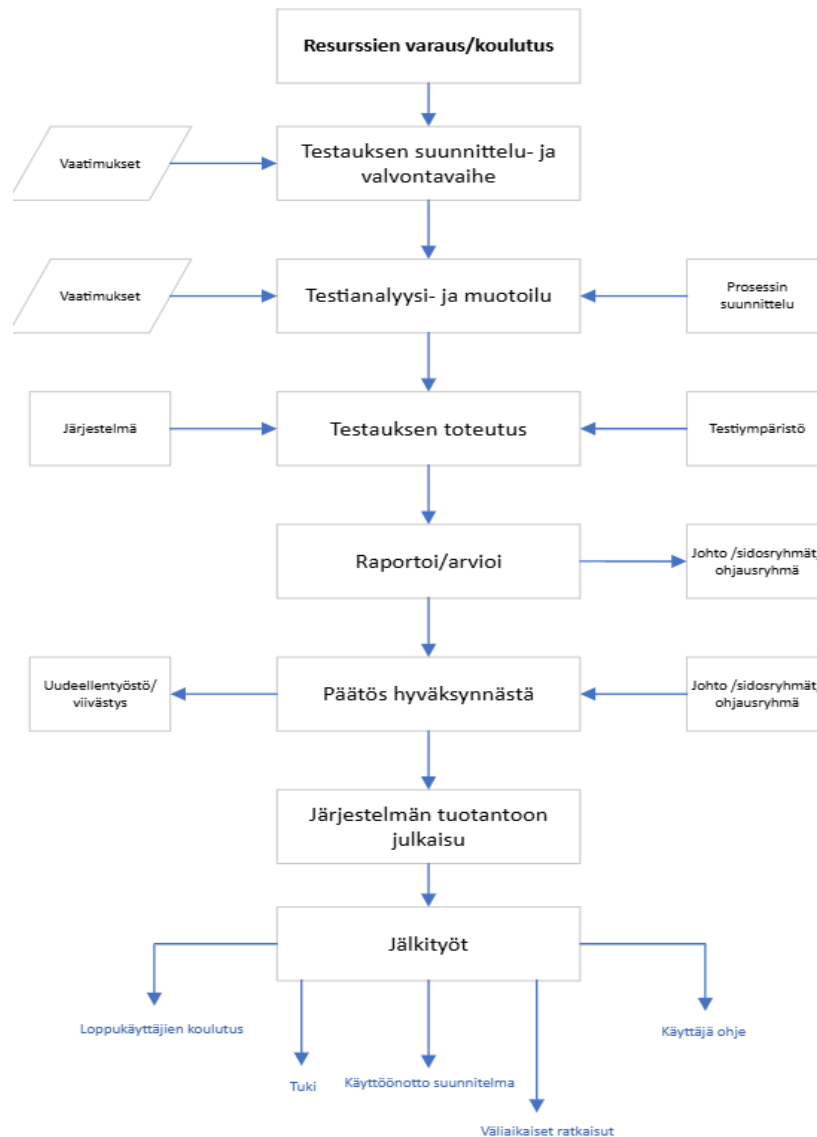 Resurssien varaus/koulutus
Vaatimukset
Testauksen suunnittelu- ja
valvontavaihe
Vaatimukset
Testianalyysi- ja muotoilu
Prosessin
suunnittelu
Järjestelmä
Testauksen toteutus
Testiympäristö
Raportoi/arvioi
Johto /sidosryhmät/
ohjausryhmä
Uudeellentyöstö/
viivästys
Päätös hyväksynnästä
Johto /sidosryhmät/
ohjausryhmä
Järjestelmän tuotantoon
julkaisu
Jälkityöt
Loppukäyttäjien koulutus
Käyttäjä ohje
Tuki
Käyttöönotto suunnitelma
Väliaikaiset ratkaisut